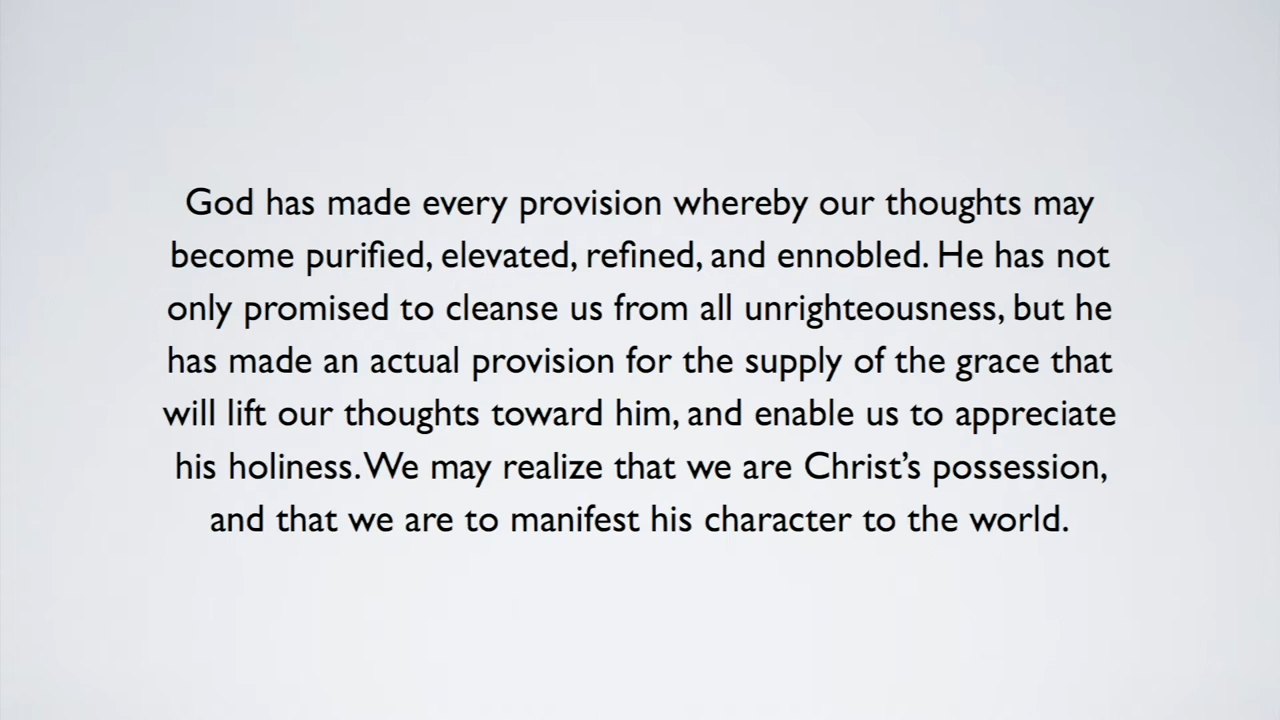 God has made every provision whereby our thoughts may
become purified, elevated, refined, and ennobled. He has not
only promised to cleanse us from all unrighteousness, but he
has made an actual provision for the supply of the grace that
will lift our thoughts toward him, and enable us to appreciate
his holiness. We may realize that we are Christ’s possession,
and that we are to manifest his character to the world.